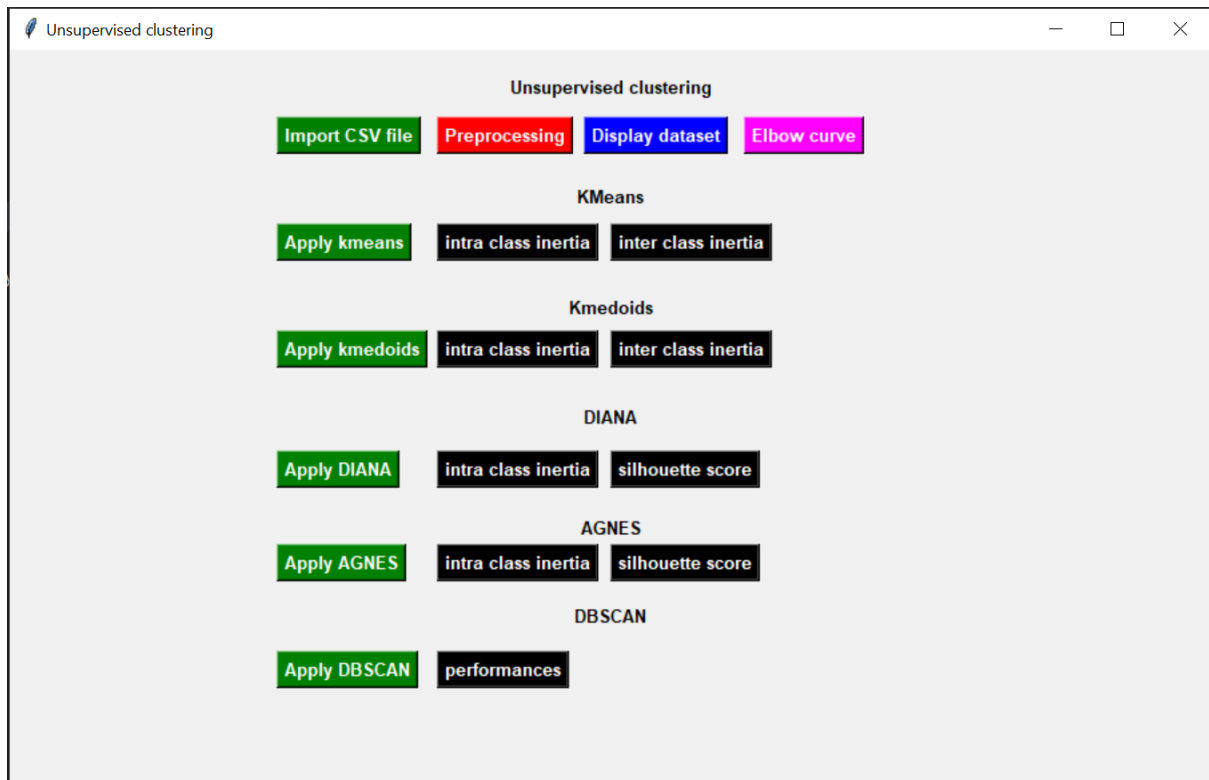 Unsupervised clustering
Unsupervised clustering
Import CSV file Preprocessing Display dataset Elbow curve
KMeans
Apply kmeans intra class inertia inter class inertia
Kmedoids
Apply kmedoids intra class inertia inter class inertia
DIANA
Apply DIANA intra class inertia silhouette score
AGNES
Apply AGNES intra class inertia silhouette score
DBSCAN
Apply DBSCAN performances